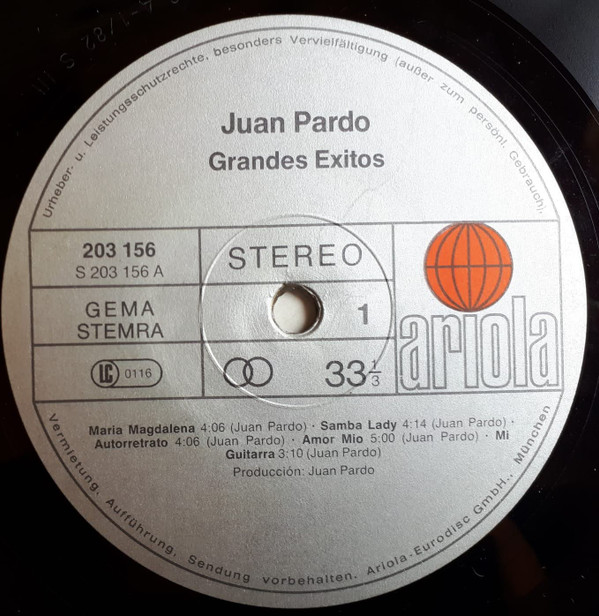 Urheber- u. Leistungsschutzrechte, besonders Vervielfältigung (außer zum persönl. Gebrauch),
Juan Pardo
Grandes Exitos
203 156
S 203 156 A
STEREO
GEMA
STEMRA
1
LC 0116
33 1/3
ariola
Maria Magdalena 4:06 (Juan Pardo) · Samba Lady 4:14 (Juan Pardo) ·
Autorretrato 4:06 (Juan Pardo) · Amor Mio 5:00 (Juan Pardo) · Mi
Guitarra 3:10 (Juan Pardo)
Producción: Juan Pardo
Vermietung, Aufführung, Sendung vorbehalten. Ariola-Eurodisc GmbH., München